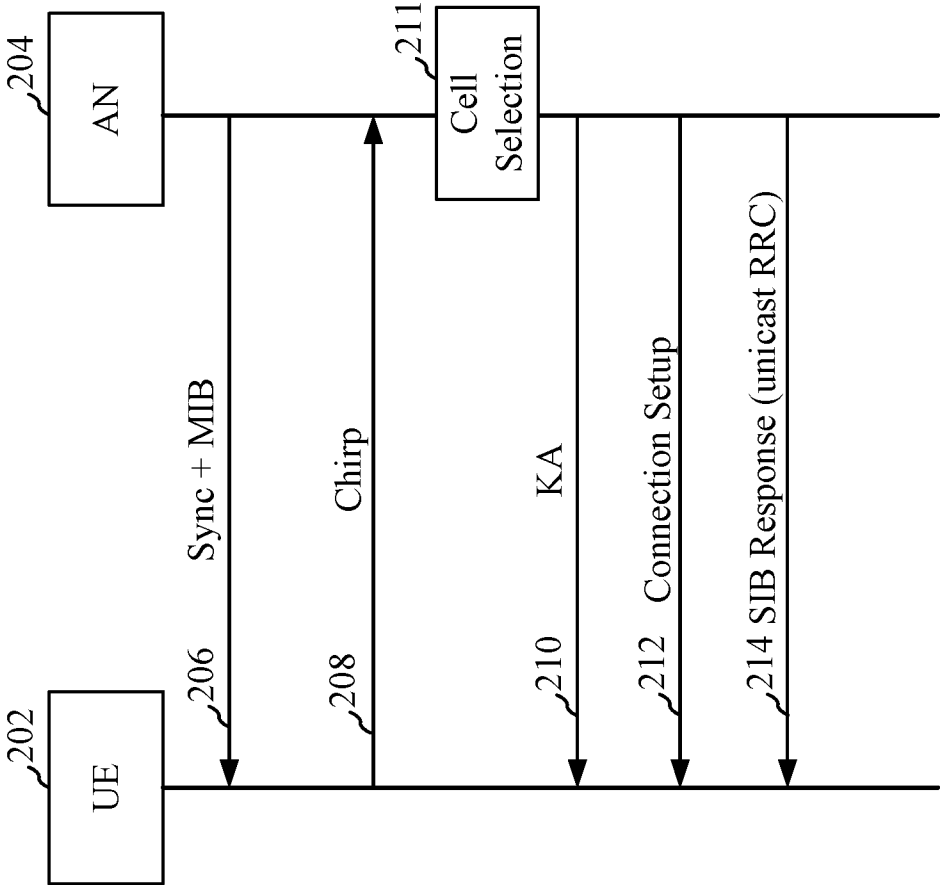 202
UE
204
AN
206
Sync + MIB
208
Chirp
211
Cell
Selection
210
KA
212
Connection Setup
214 SIB Response (unicast RRC)